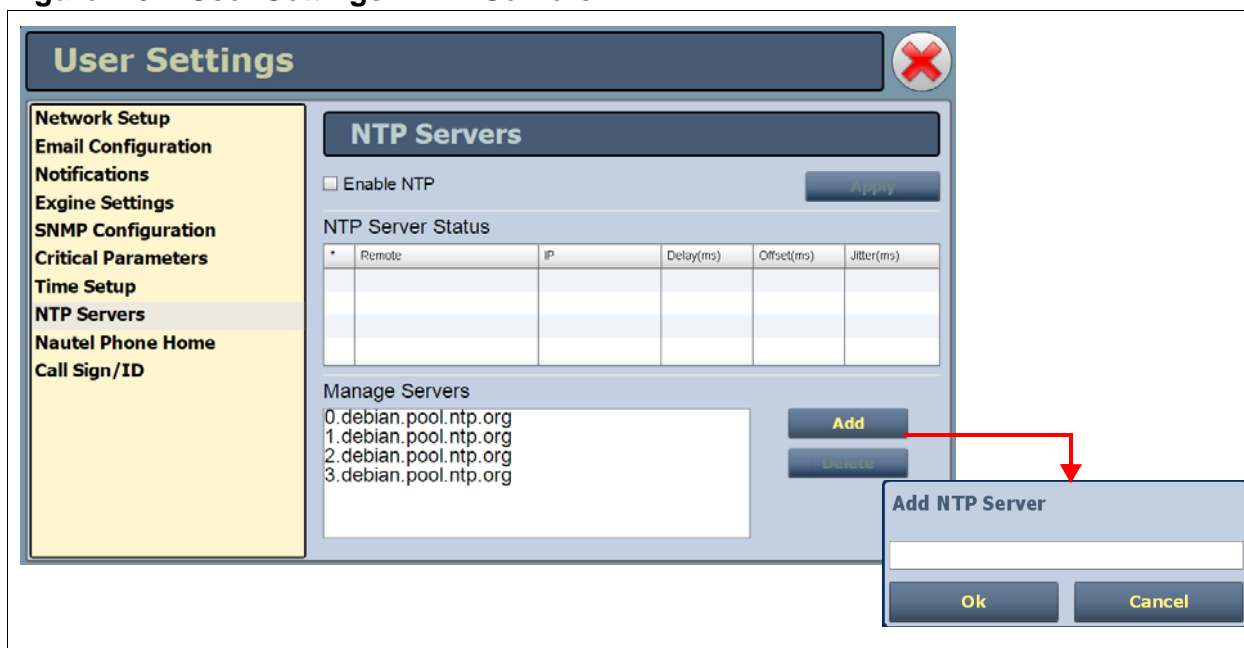 User Settings
Network Setup
Email Configuration
Notifications
Exgine Settings
SNMP Configuration
Critical Parameters
Time Setup
NTP Servers
Nautel Phone Home
Call Sign/ID
NTP Servers
Enable NTP
Apply
NTP Server Status
* Remote IP Delay(ms) Offset(ms) Jitter(ms)
Manage Servers
0.debian.pool.ntp.org
1.debian.pool.ntp.org
2.debian.pool.ntp.org
3.debian.pool.ntp.org
Add
Delete
Add NTP Server
Ok Cancel